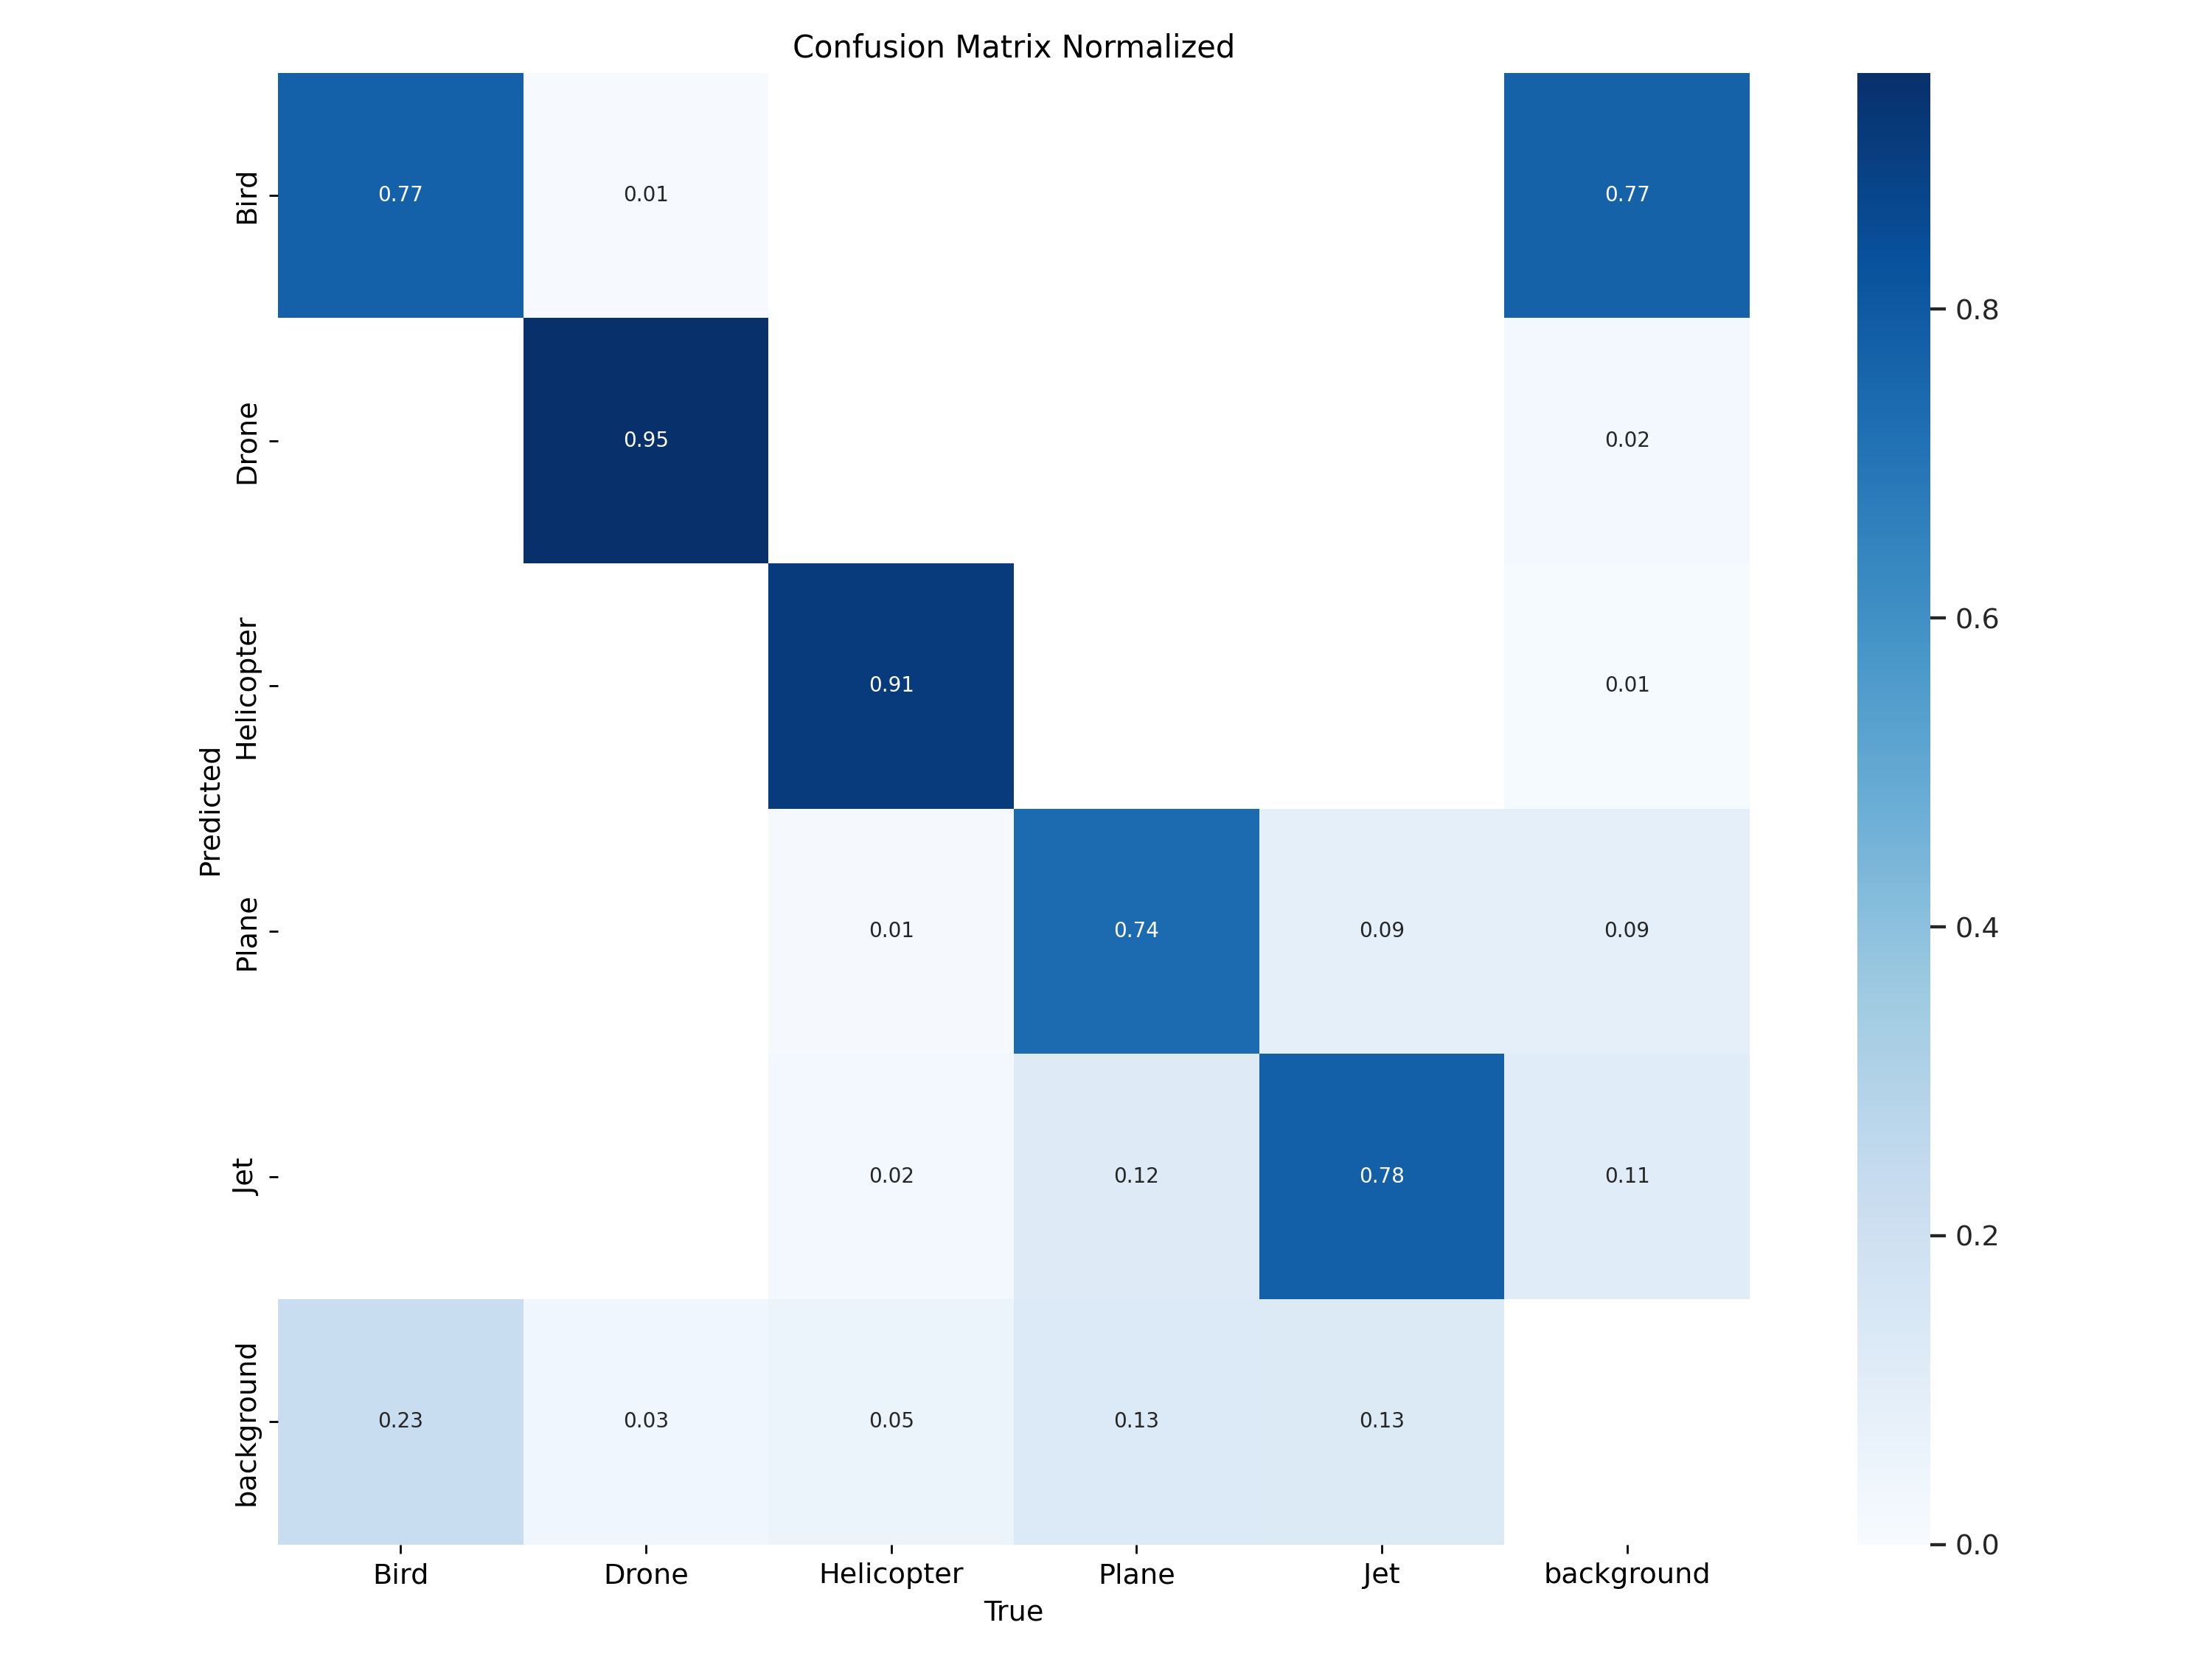 Confusion Matrix Normalized
Bird
0.77
0.01
0.77
Drone
0.95
0.02
Helicopter
0.91
0.01
Plane
0.01
0.74
0.09
0.09
Jet
0.02
0.12
0.78
0.11
background
0.23
0.03
0.05
0.13
0.13
Predicted
Bird
Drone
Helicopter
Plane
Jet
background
True
0.8
0.6
0.4
0.2
0.0